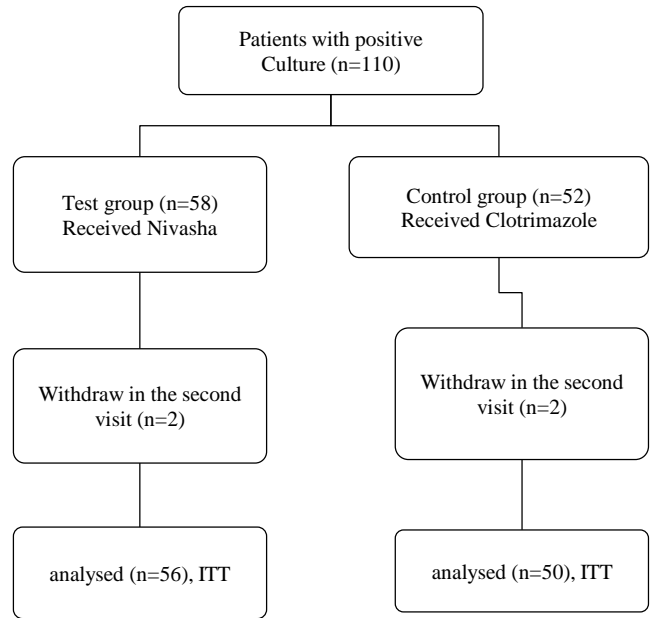 Patients with positive
Culture (n=110)
Test group (n=58)
Received Nivasha
Control group (n=52)
Received Clotrimazole
Withdraw in the second
visit (n=2)
Withdraw in the second
visit (n=2)
analysed (n=56), ITT
analysed (n=50), ITT